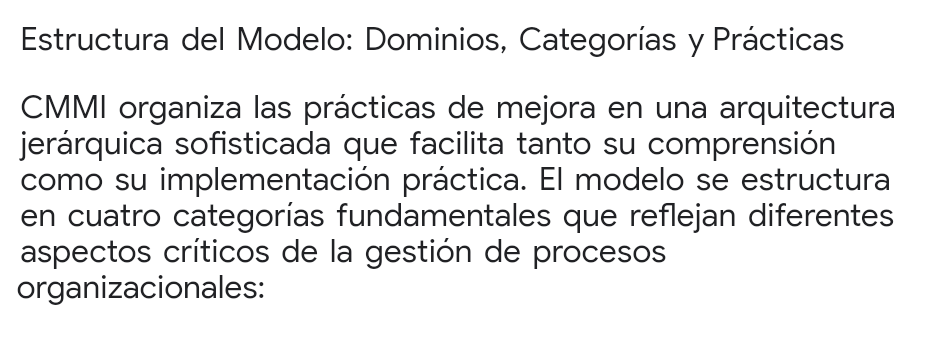 Estructura del Modelo: Dominios, Categorías y Prácticas
CMMI organiza las prácticas de mejora en una arquitectura
jerárquica sofisticada que facilita tanto su comprensión
como su implementación práctica. El modelo se estructura
en cuatro categorías fundamentales que reflejan diferentes
aspectos críticos de la gestión de procesos
organizacionales: